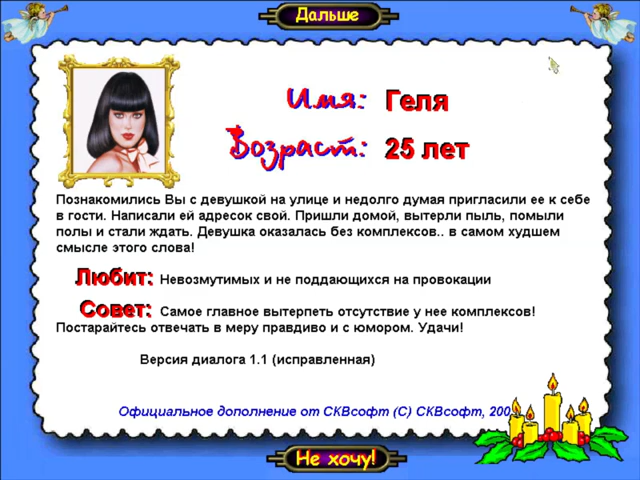 Дальше
Имя: Геля
Возраст: 25 лет
Познакомились Вы с девушкой на улице и недолго думая пригласили ее к себе
в гости. Написали ей адресок свой. Пришли домой, вытерли пыль, помыли
полы и стали ждать. Девушка оказалась без комплексов.. в самом худшем
смысле этого слова!
Любит: Невозмутимых и не поддающихся на провокации
Совет: Самое главное вытерпеть отсутствие у нее комплексов!
Постарайтесь отвечать в меру правдиво и с юмором. Удачи!
Версия диалога 1.1 (исправленная)
Официальное дополнение от СКВсофт (С) СКВсофт,
Не хочу!